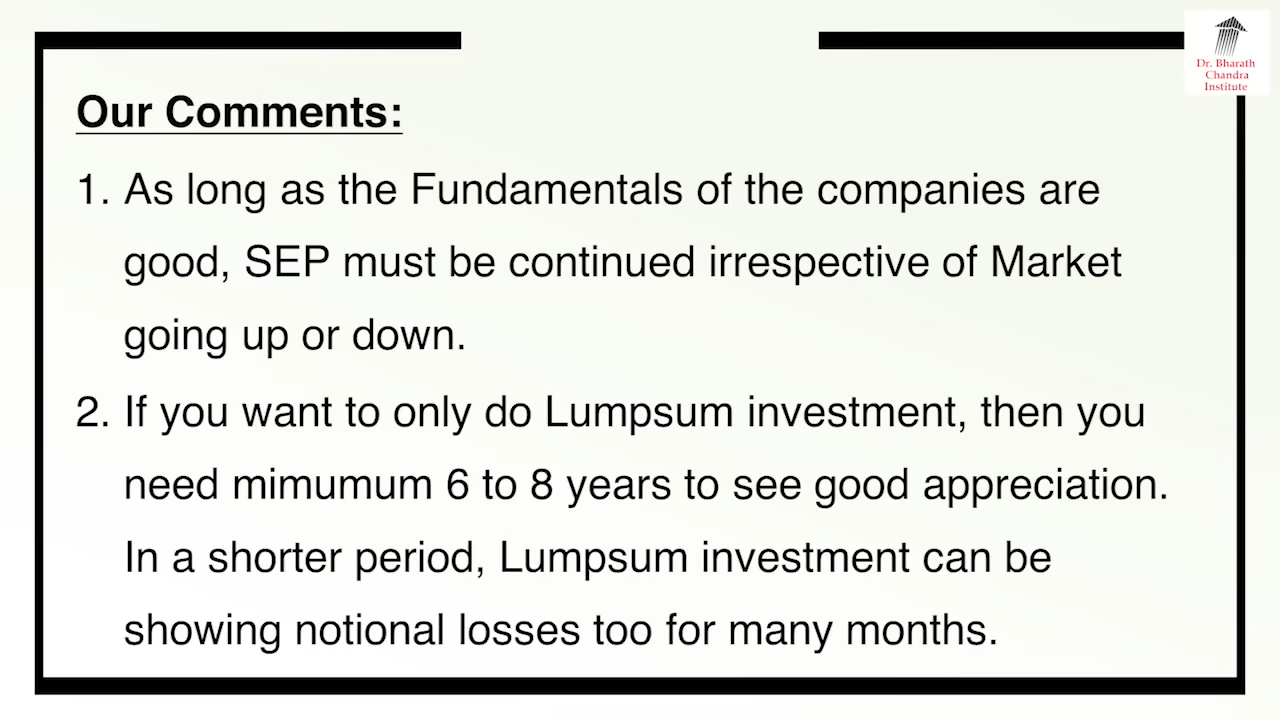 Dr. Bharath
Chandra
Institute
Our Comments:
1. As long as the Fundamentals of the companies are
good, SEP must be continued irrespective of Market
going up or down.
2. If you want to only do Lumpsum investment, then you
need mimumum 6 to 8 years to see good appreciation.
In a shorter period, Lumpsum investment can be
showing notional losses too for many months.